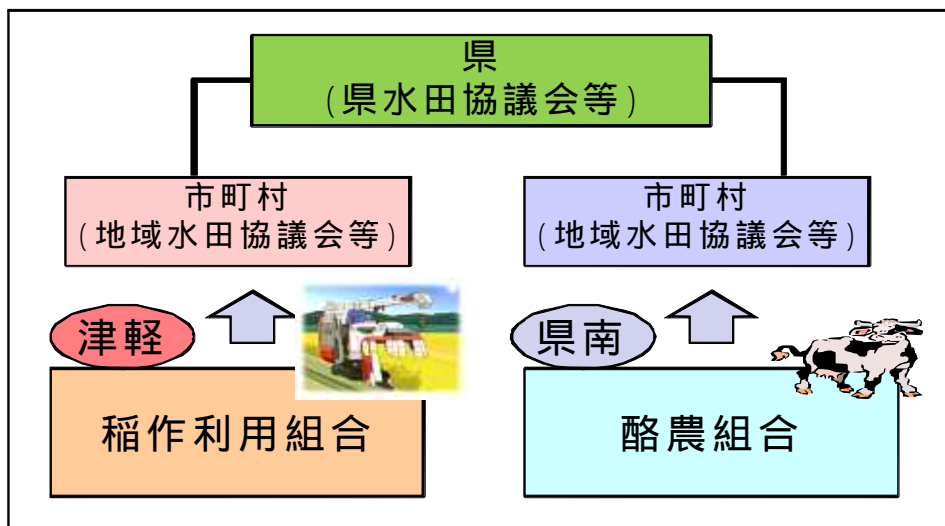 県
(県水田協議会等)
市町村
(地域水田協議会等)
市町村
(地域水田協議会等)
津軽
県南
稲作利用組合
酪農組合